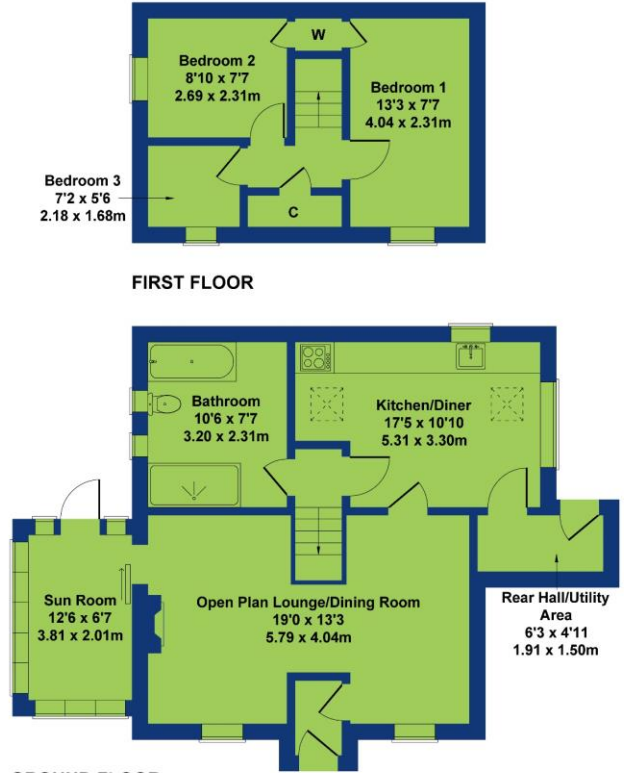 W
Bedroom 2
8'10 x 7'7
2.69 x 2.31m
Bedroom 1
13'3 x 7'7
4.04 x 2.31m
Bedroom 3
7'2 x 5'6
2.18 x 1.68m
C
FIRST FLOOR
Bathroom
10'6 x 7'7
3.20 x 2.31m
Kitchen/Diner
17'5 x 10'10
5.31 x 3.30m
Sun Room
12'6 x 6'7
3.81 x 2.01m
Open Plan Lounge/Dining Room
19'0 x 13'3
5.79 x 4.04m
Rear Hall/Utility
Area
6'3 x 4'11
1.91 x 1.50m
GROUND FLOOR